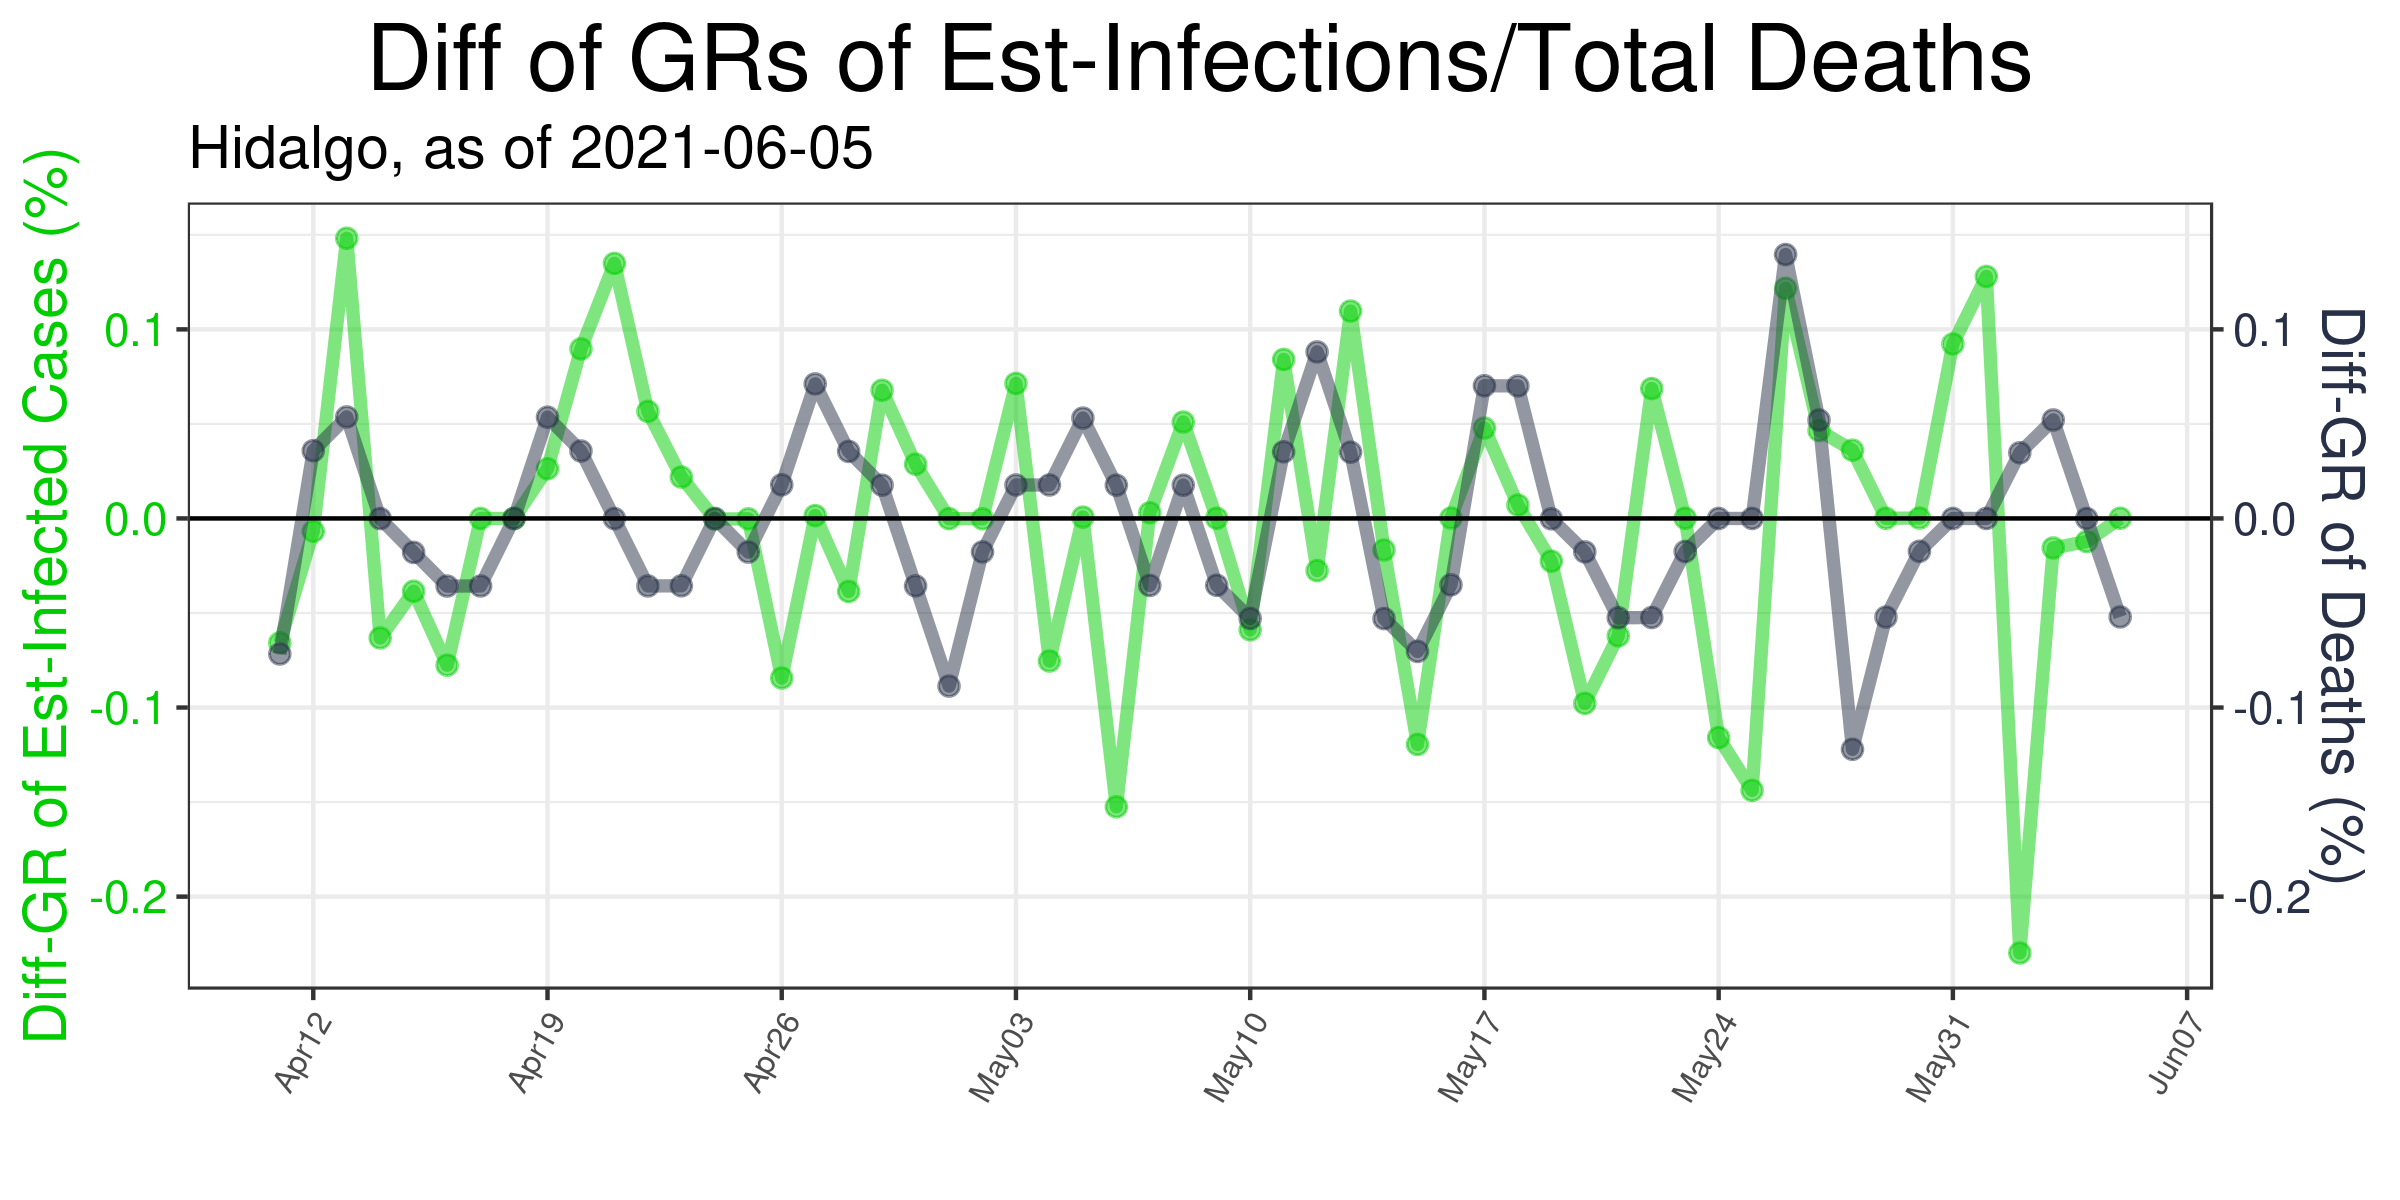 Diff of GRs of Est-Infections/Total Deaths
Hidalgo, as of 2021-06-05
Diff-GR of Est-Infected Cases (%)
0.1
0.0
-0.1
-0.2
0.1
0.0
-0.1
-0.2
Diff-GR of Deaths (%)
Apr12
Apr19
Apr26
May03
May10
May17
May24
May31
Jun07